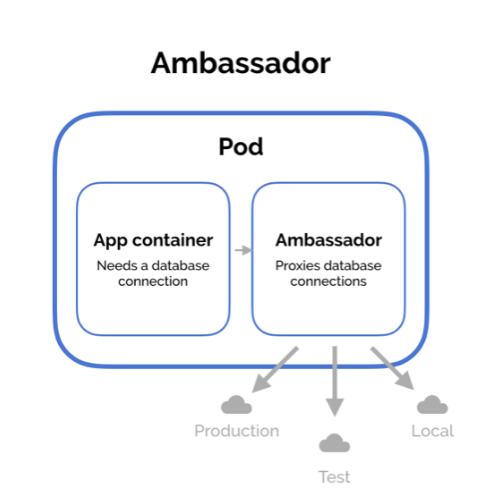 Ambassador
Pod
App container
Needs a database
connection
Ambassador
Proxies database
connections
Production
Test
Local